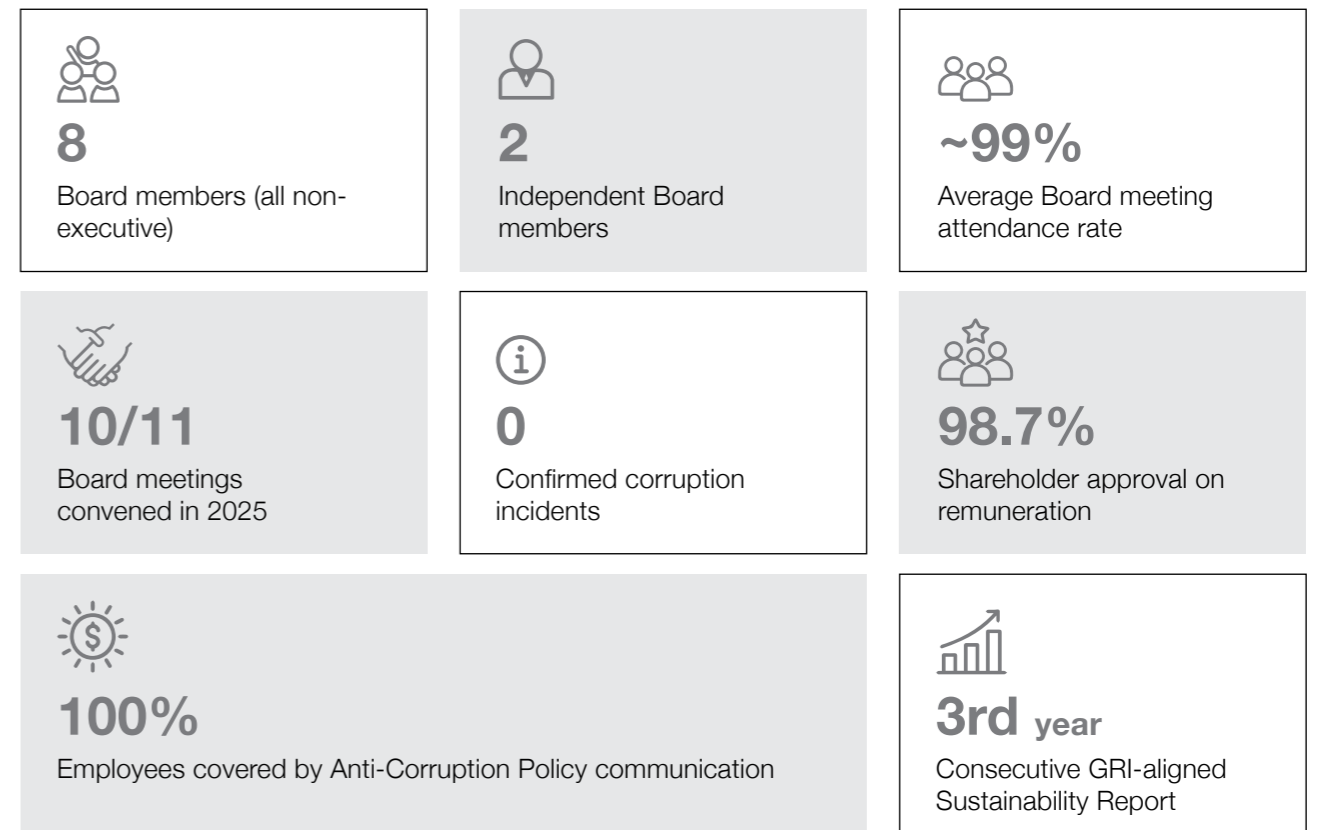 8
Board members (all non-
executive)
2
Independent Board
members
~99%
Average Board meeting
attendance rate
10/11
Board meetings
convened in 2025
0
Confirmed corruption
incidents
98.7%
Shareholder approval on
remuneration
$
100%
Employees covered by Anti-Corruption Policy communication
3rd year
Consecutive GRI-aligned
Sustainability Report